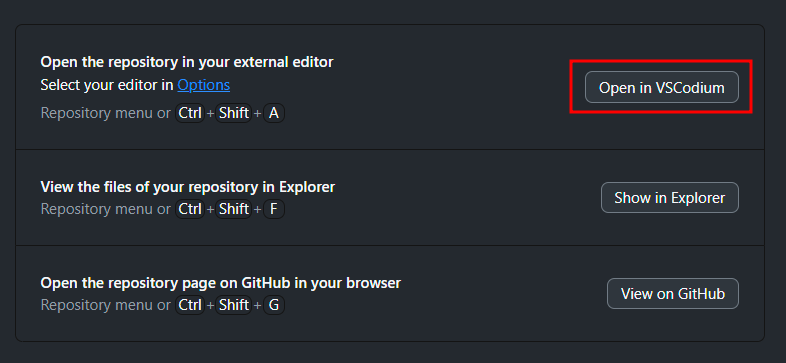 Open the repository in your external editor
Select your editor in Options
Repository menu or Ctrl + Shift + A
Open in VSCodium
View the files of your repository in Explorer
Repository menu or Ctrl + Shift + F
Show in Explorer
Open the repository page on GitHub in your browser
Repository menu or Ctrl + Shift + G
View on GitHub